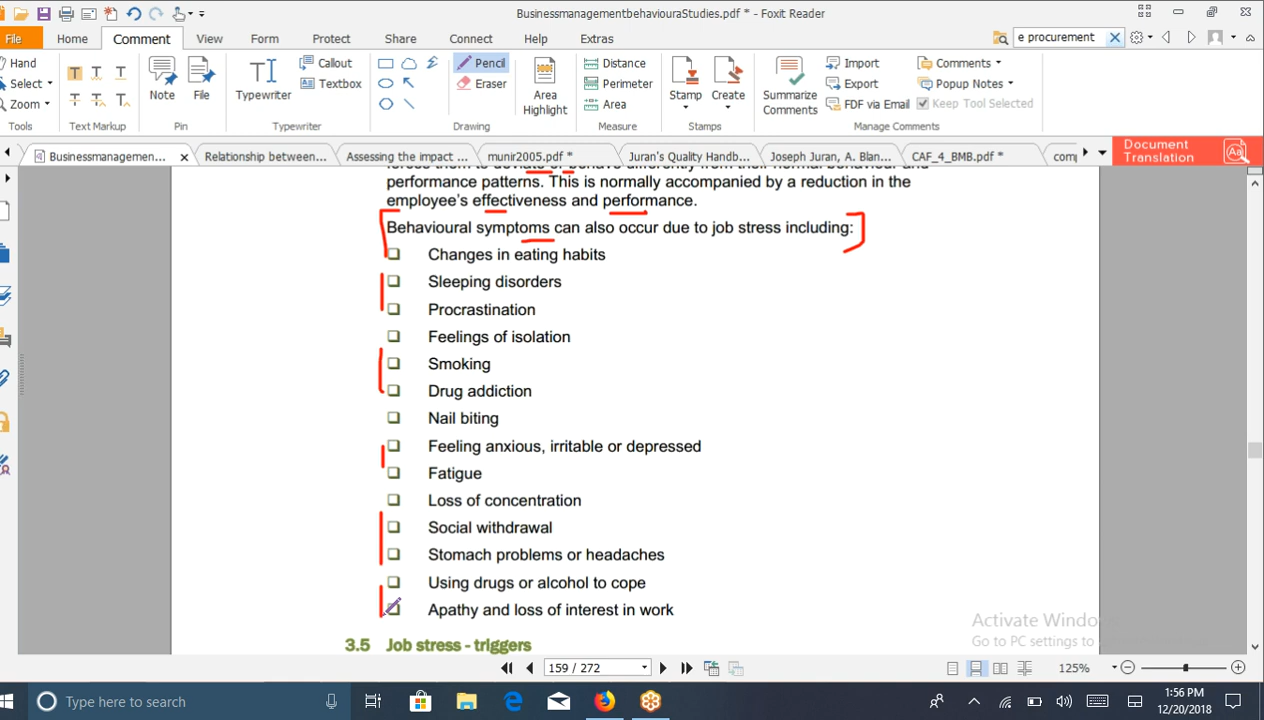 BusinessmanagementbehaviouraStudies.pdf * - Foxit Reader
File Home Comment View Form Protect Share Connect Help Extras e procurement
Hand Select Zoom Tools
T T T T T T Text Markup
Note File Pin
Typewriter Callout Textbox Typewriter
Pencil Eraser Area Highlight Drawing
Distance Perimeter Area Measure
Stamp Create Stamps
Summarize Comments Import Export FDF via Email Comments Popup Notes Keep Tool Selected Manage Comments
Businessmanagemen... Relationship between... Assessing the impact ... munir2005.pdf * Juran's Quality Handb... Joseph Juran, A. Blan... CAF_4_BMB.pdf * Document Translation
performance patterns. This is normally accompanied by a reduction in the
employee's effectiveness and performance.
Behavioural symptoms can also occur due to job stress including:
Changes in eating habits
Sleeping disorders
Procrastination
Feelings of isolation
Smoking
Drug addiction
Nail biting
Feeling anxious, irritable or depressed
Fatigue
Loss of concentration
Social withdrawal
Stomach problems or headaches
Using drugs or alcohol to cope
Apathy and loss of interest in work
Activate Windo
Go to PC settings to
3.5 Job stress - triggers
159 / 272 125%
Type here to search
1:56 PM
12/20/2018